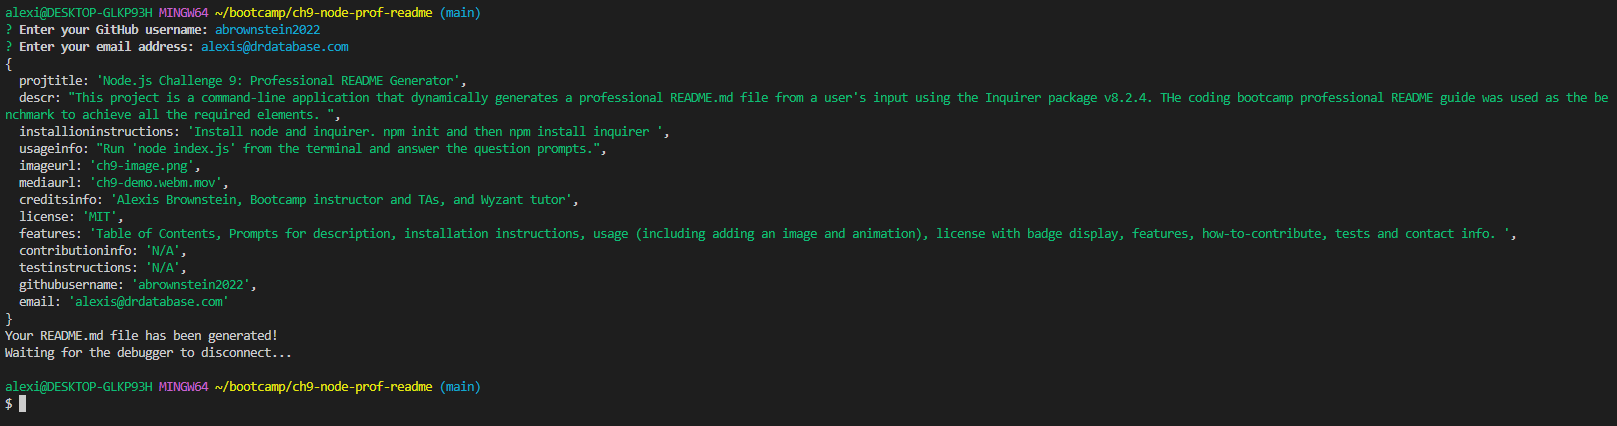 alexi@DESKTOP-GLKP93H MINGW64 ~/bootcamp/ch9-node-prof-readme (main)
? Enter your GitHub username: abrownstein2022
? Enter your email address: alexis@drdatabase.com
{
  projtitle: 'Node.js Challenge 9: Professional README Generator',
  descr: "This project is a command-line application that dynamically generates a professional README.md file from a user's input using the Inquirer package v8.2.4. THe coding bootcamp professional README guide was used as the be
nchmark to achieve all the required elements. ",
  installioninstructions: 'Install node and inquirer. npm init and then npm install inquirer ',
  usageinfo: "Run 'node index.js' from the terminal and answer the question prompts.",
  imageurl: 'ch9-image.png',
  mediaurl: 'ch9-demo.webm.mov',
  creditsinfo: 'Alexis Brownstein, Bootcamp instructor and TAs, and Wyzant tutor',
  license: 'MIT',
  features: 'Table of Contents, Prompts for description, installation instructions, usage (including adding an image and animation), license with badge display, features, how-to-contribute, tests and contact info. ',
  contributioninfo: 'N/A',
  testinstructions: 'N/A',
  githubusername: 'abrownstein2022',
  email: 'alexis@drdatabase.com'
}
Your README.md file has been generated!
Waiting for the debugger to disconnect...
alexi@DESKTOP-GLKP93H MINGW64 ~/bootcamp/ch9-node-prof-readme (main)
$